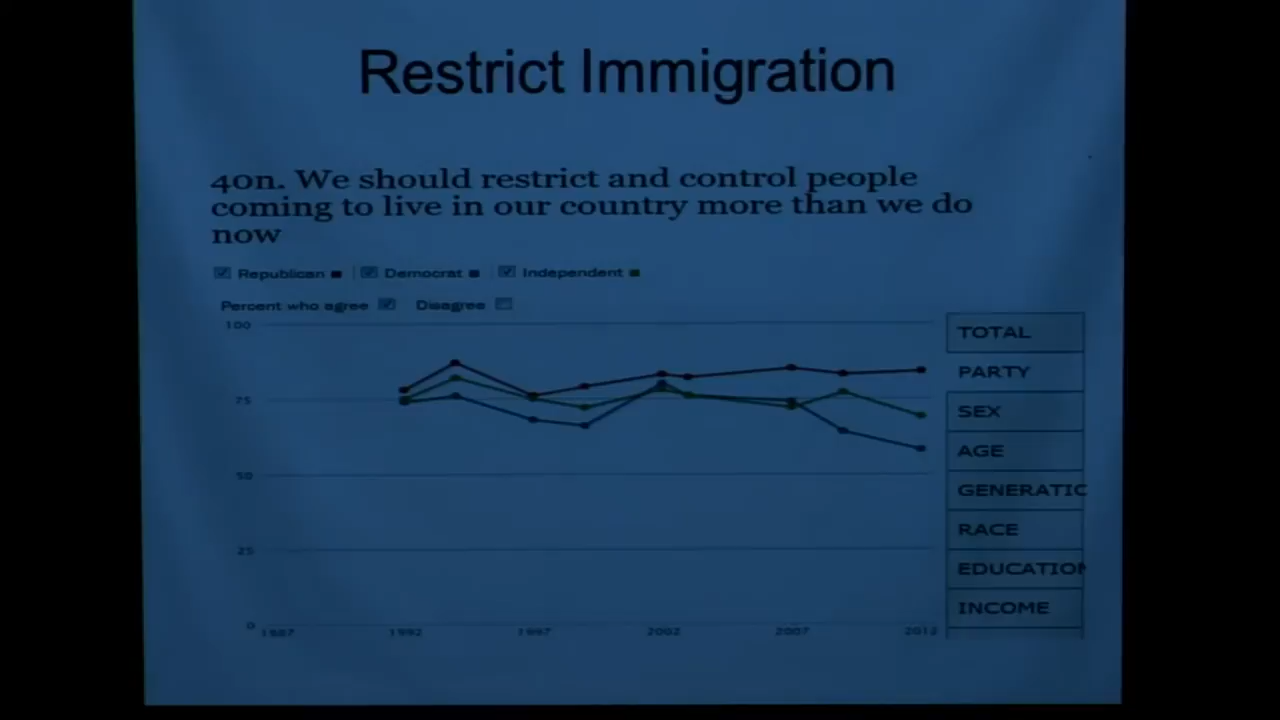 Restrict Immigration
40n. We should restrict and control people
coming to live in our country more than we do
now
Republican Democrat Independent
Percent who agree Disagree
100
75
50
25
0
1987 1992 1997 2002 2007 2012
TOTAL
PARTY
SEX
AGE
GENERATIC
RACE
EDUCATION
INCOME